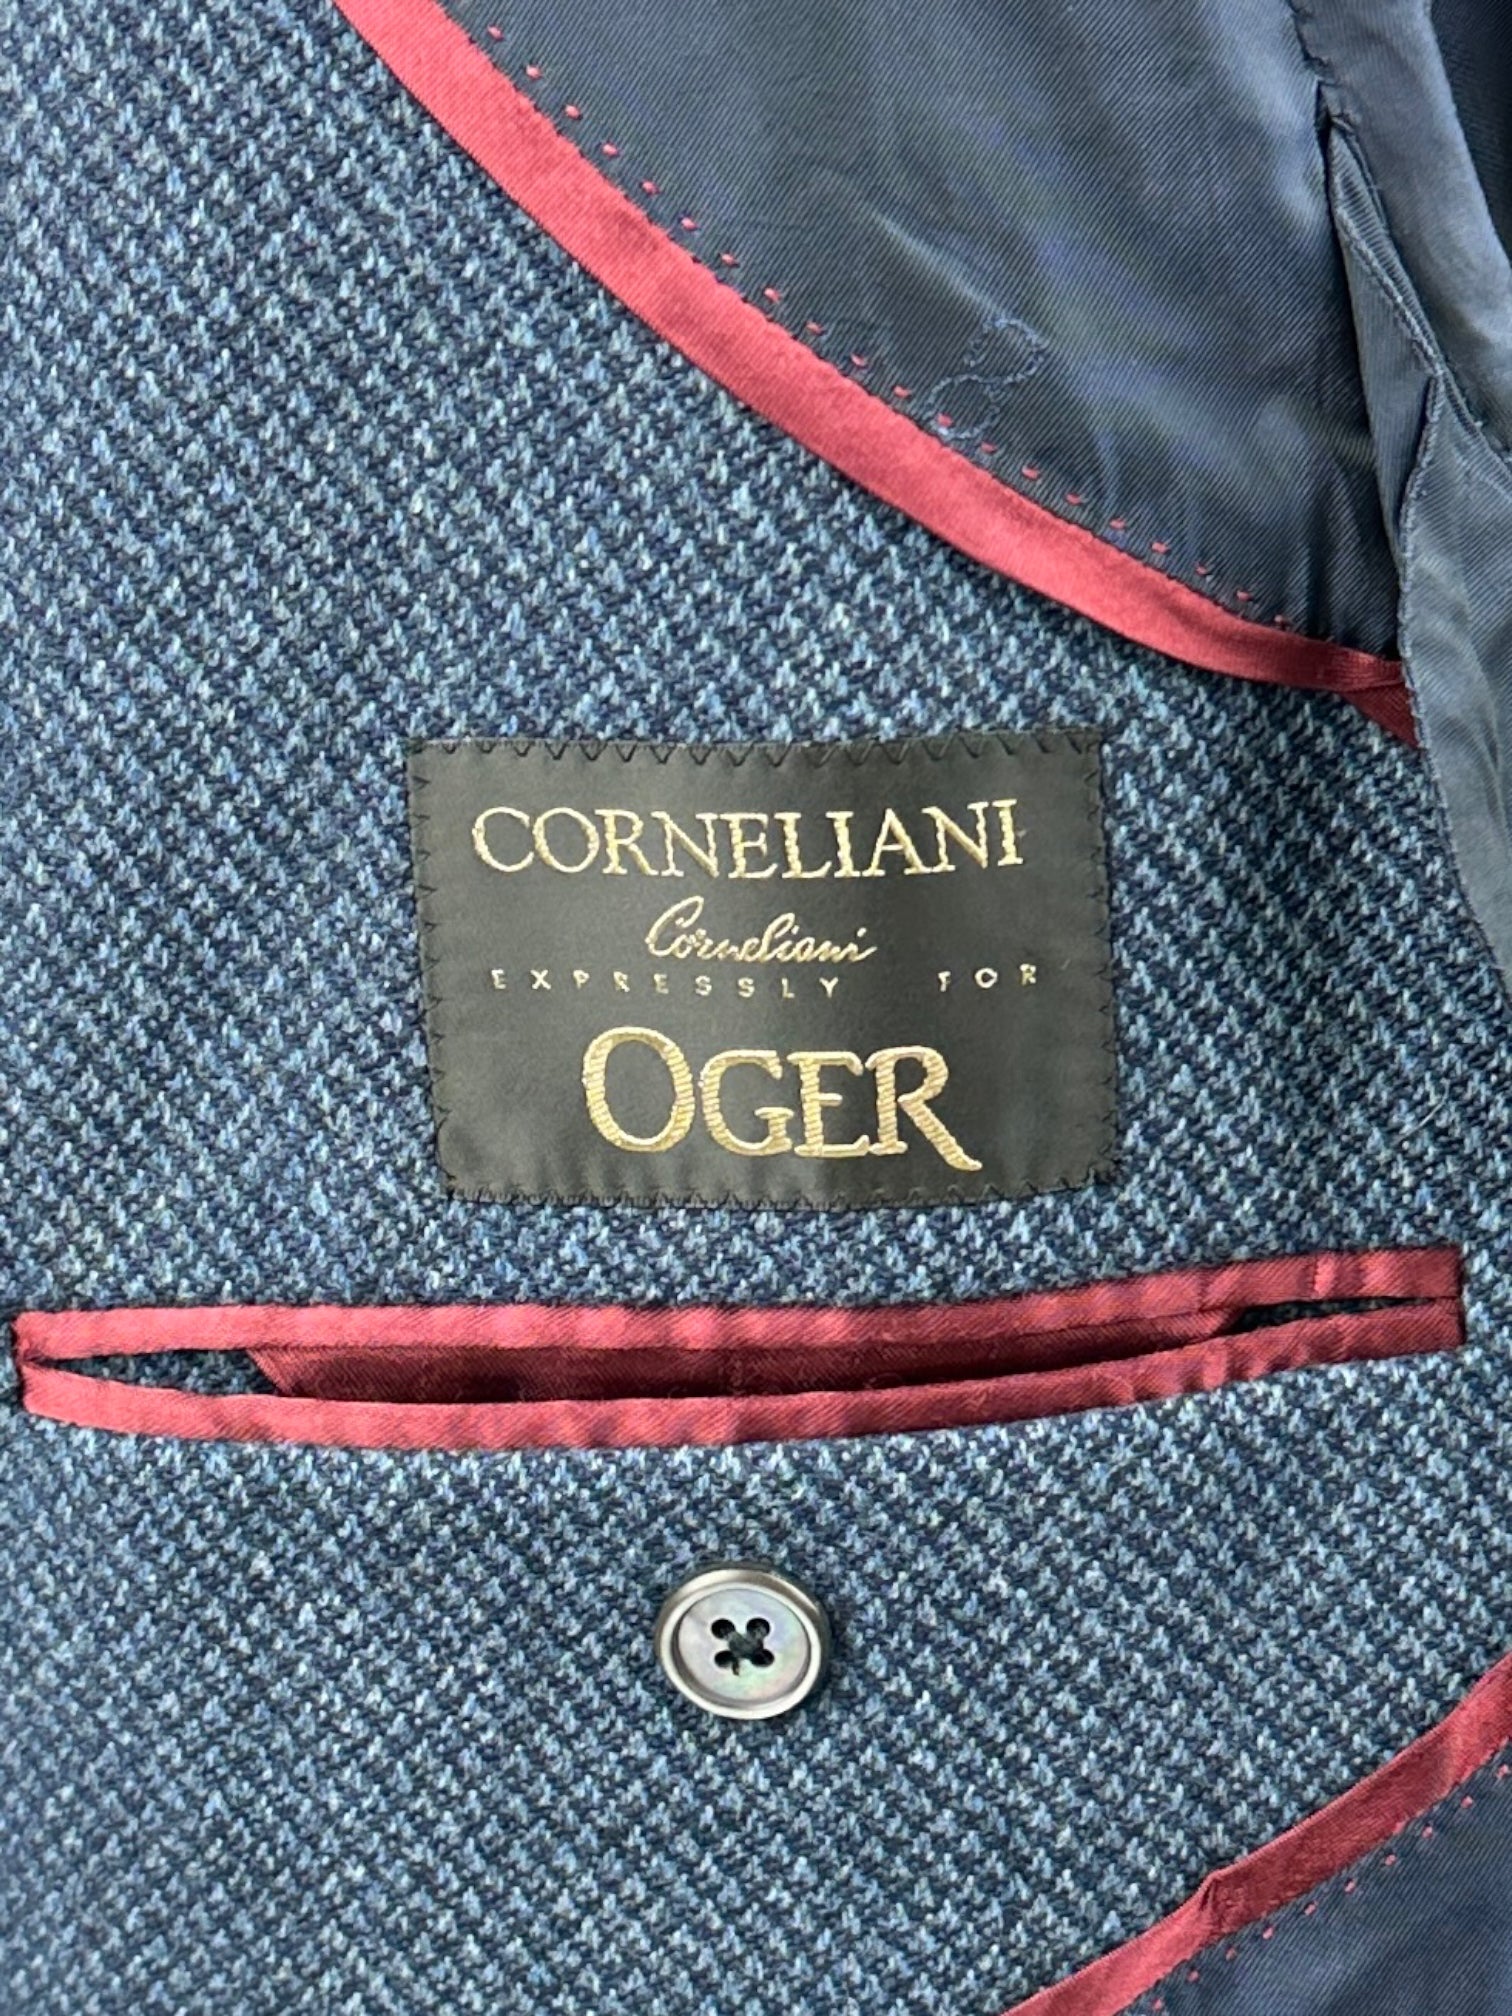 CORNELIANI
Corneliani
EXPRESSLY FOR
OGER